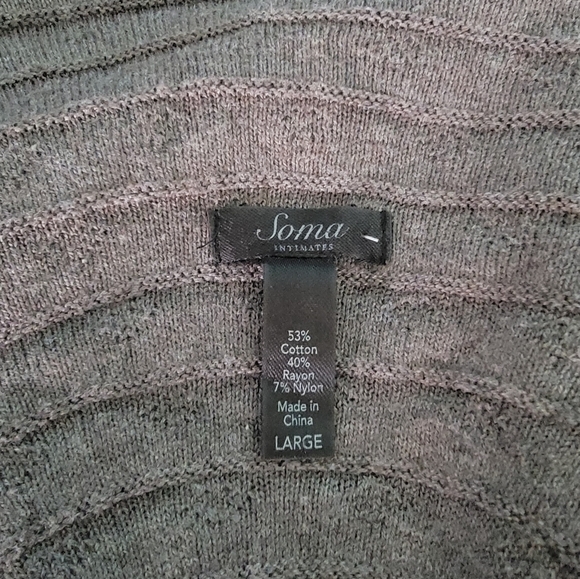 Soma
INTIMATES
53%
Cotton
40%
Rayon
7% Nylon
Made in
China
LARGE